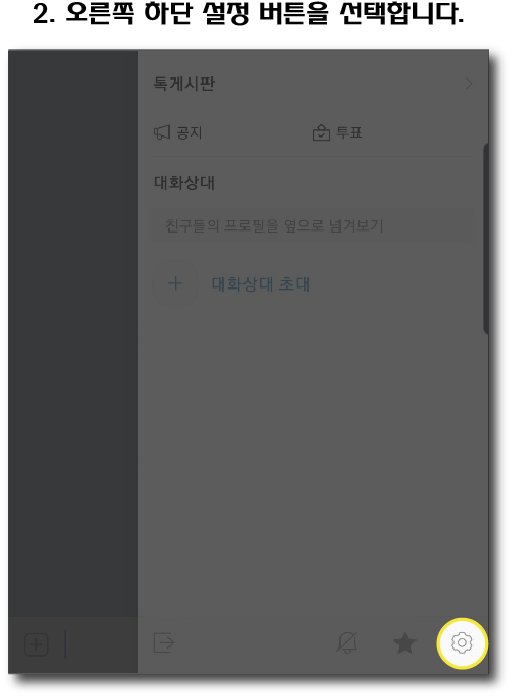 2. 오른쪽 하단 설정 버튼을 선택합니다.
톡게시판
공지 투표
대화상대
친구들의 프로필을 옆으로 넘겨보기
대화상대 초대